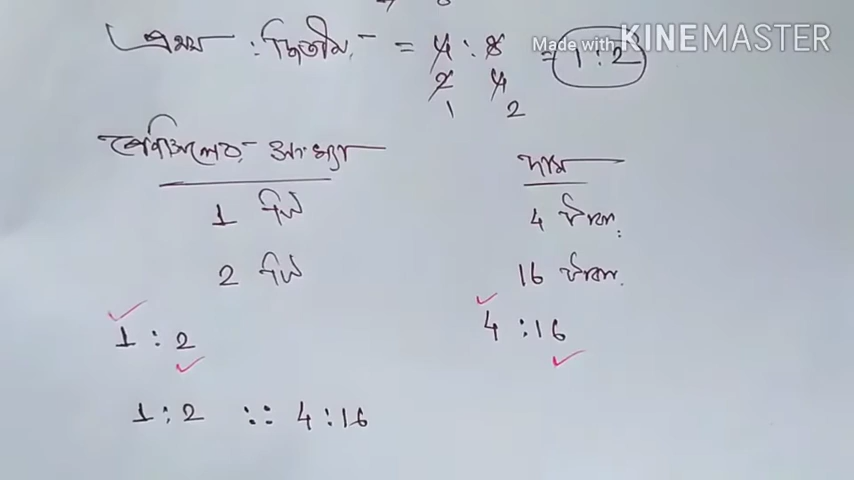 প্রথম : দ্বিতীয় = 4 : 8 = 1 : 2
2 4
1 2
পেন্সিলের সংখ্যা দাম
1 টি 4 টাকা
2 টি 16 টাকা
1 : 2 4 : 16
1 : 2 :: 4 : 16
Made with KINEMASTER